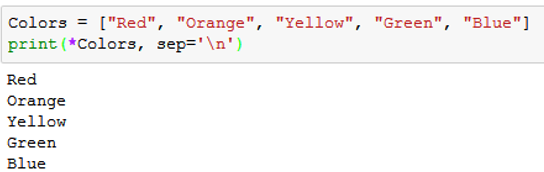 Colors = ["Red", "Orange", "Yellow", "Green", "Blue"]
print(*Colors, sep='\n')
Red
Orange
Yellow
Green
Blue